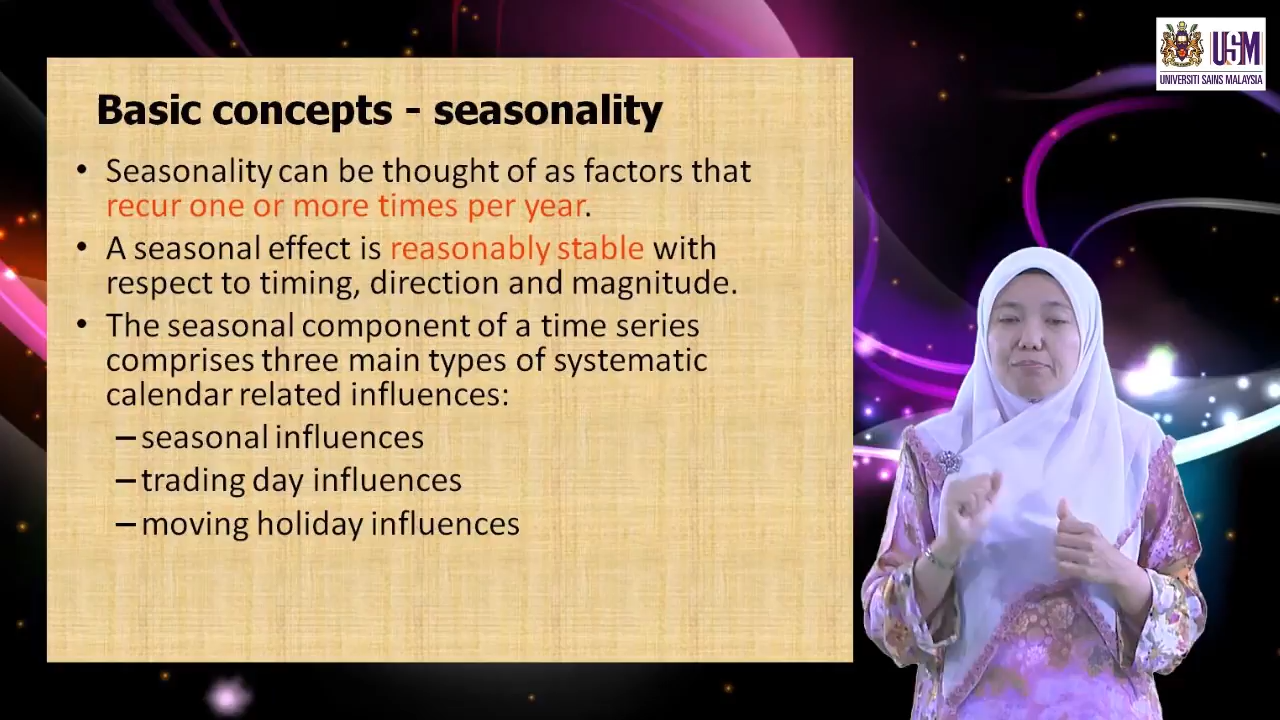 USM
UNIVERSITI SAINS MALAYSIA
Basic concepts - seasonality
• Seasonality can be thought of as factors that
recur one or more times per year.
• A seasonal effect is reasonably stable with
respect to timing, direction and magnitude.
• The seasonal component of a time series
comprises three main types of systematic
calendar related influences:
– seasonal influences
– trading day influences
– moving holiday influences